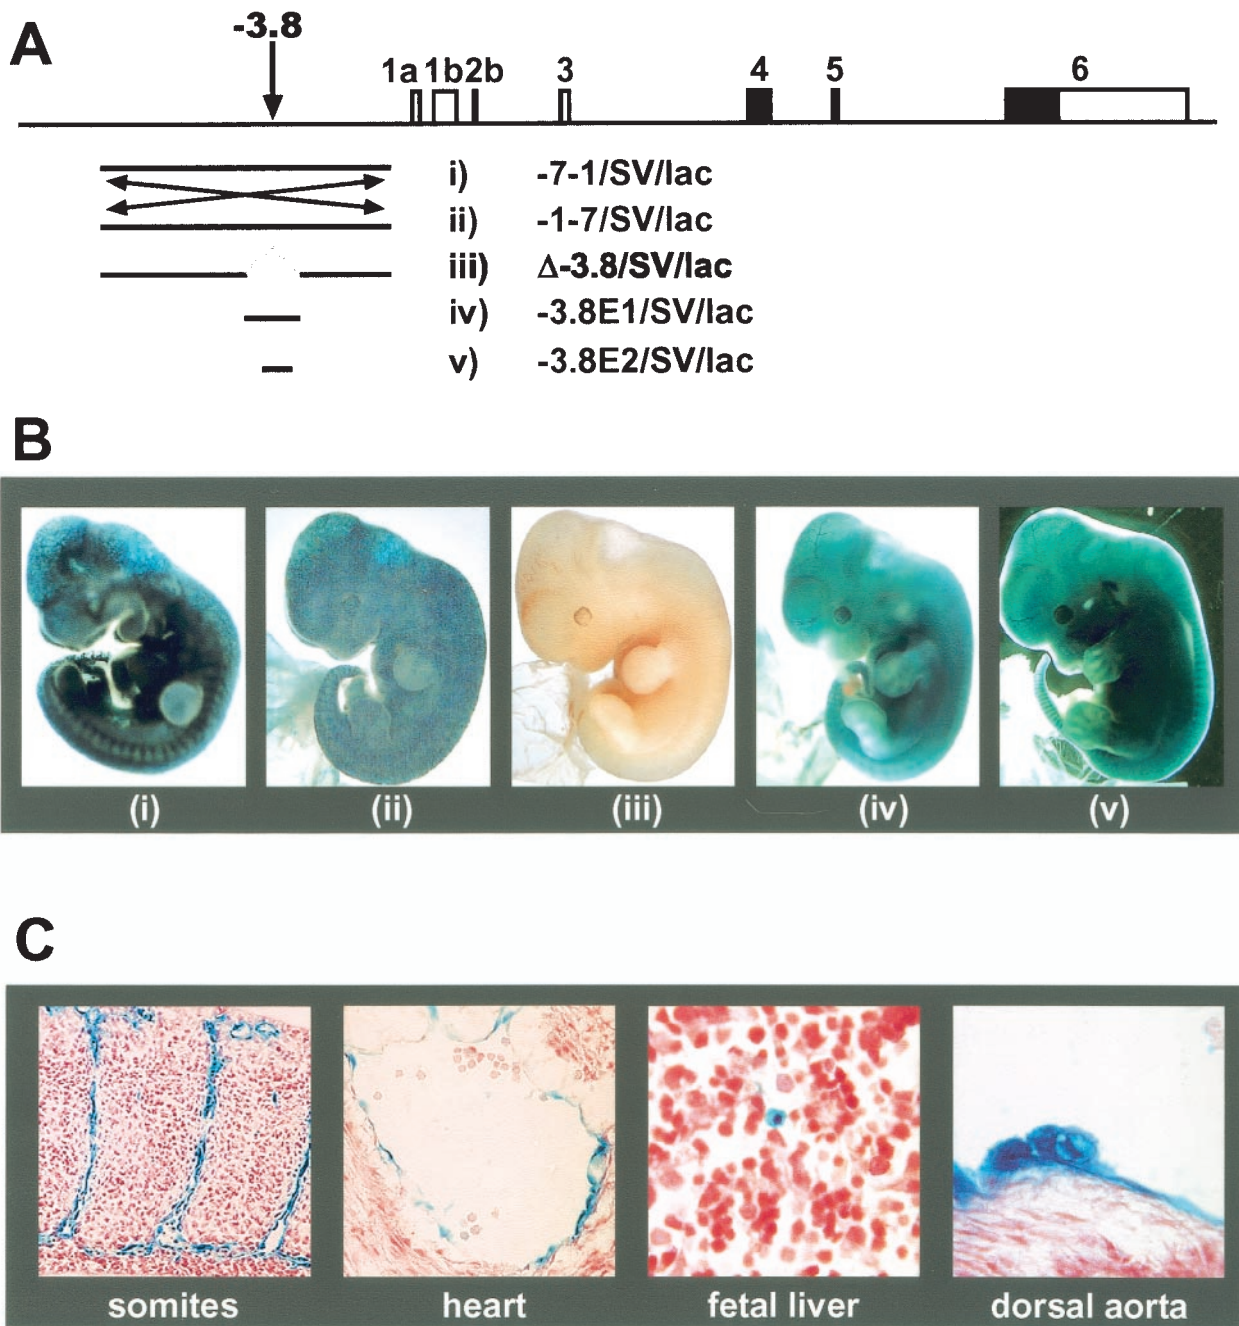 A
-3.8
1a 1b 2b 3 4 5 6
i) -7-1/SV/lac
ii) -1-7/SV/lac
iii) Δ-3.8/SV/lac
iv) -3.8E1/SV/lac
v) -3.8E2/SV/lac
B
(i) (ii) (iii) (iv) (v)
C
somites heart fetal liver dorsal aorta